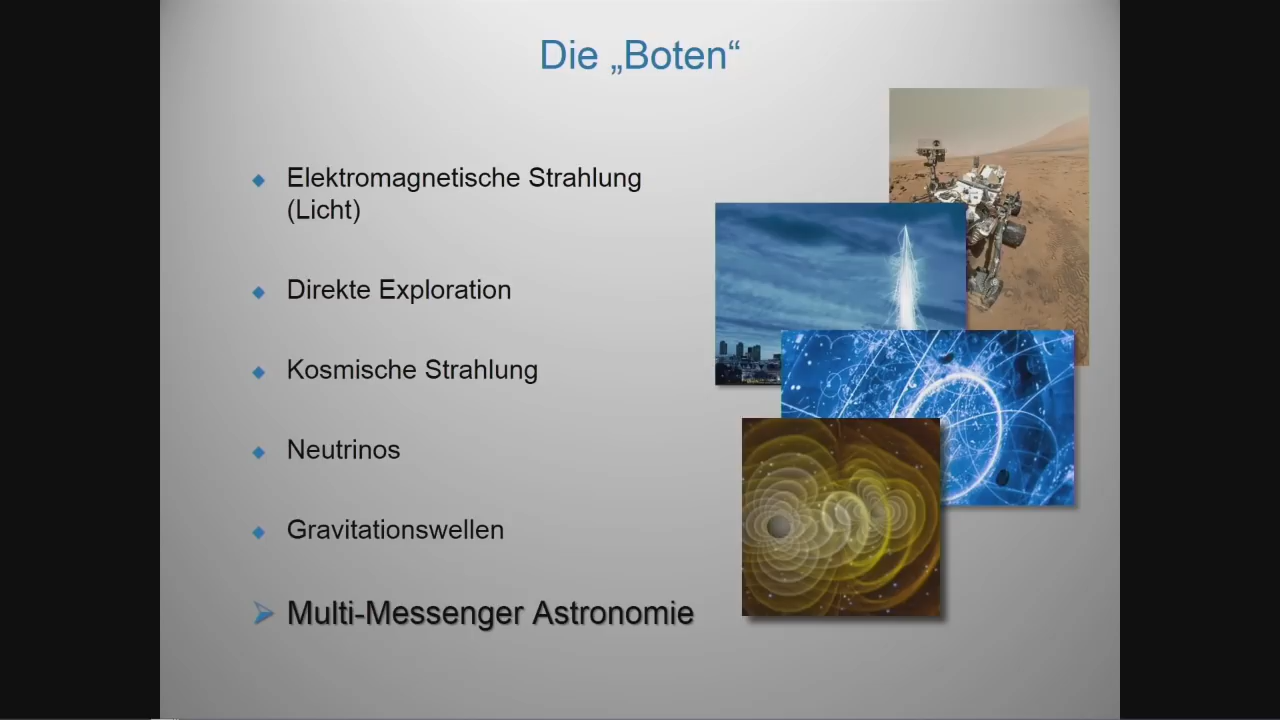 Die „Boten“
Elektromagnetische Strahlung
(Licht)
Direkte Exploration
Kosmische Strahlung
Neutrinos
Gravitationswellen
Multi-Messenger Astronomie